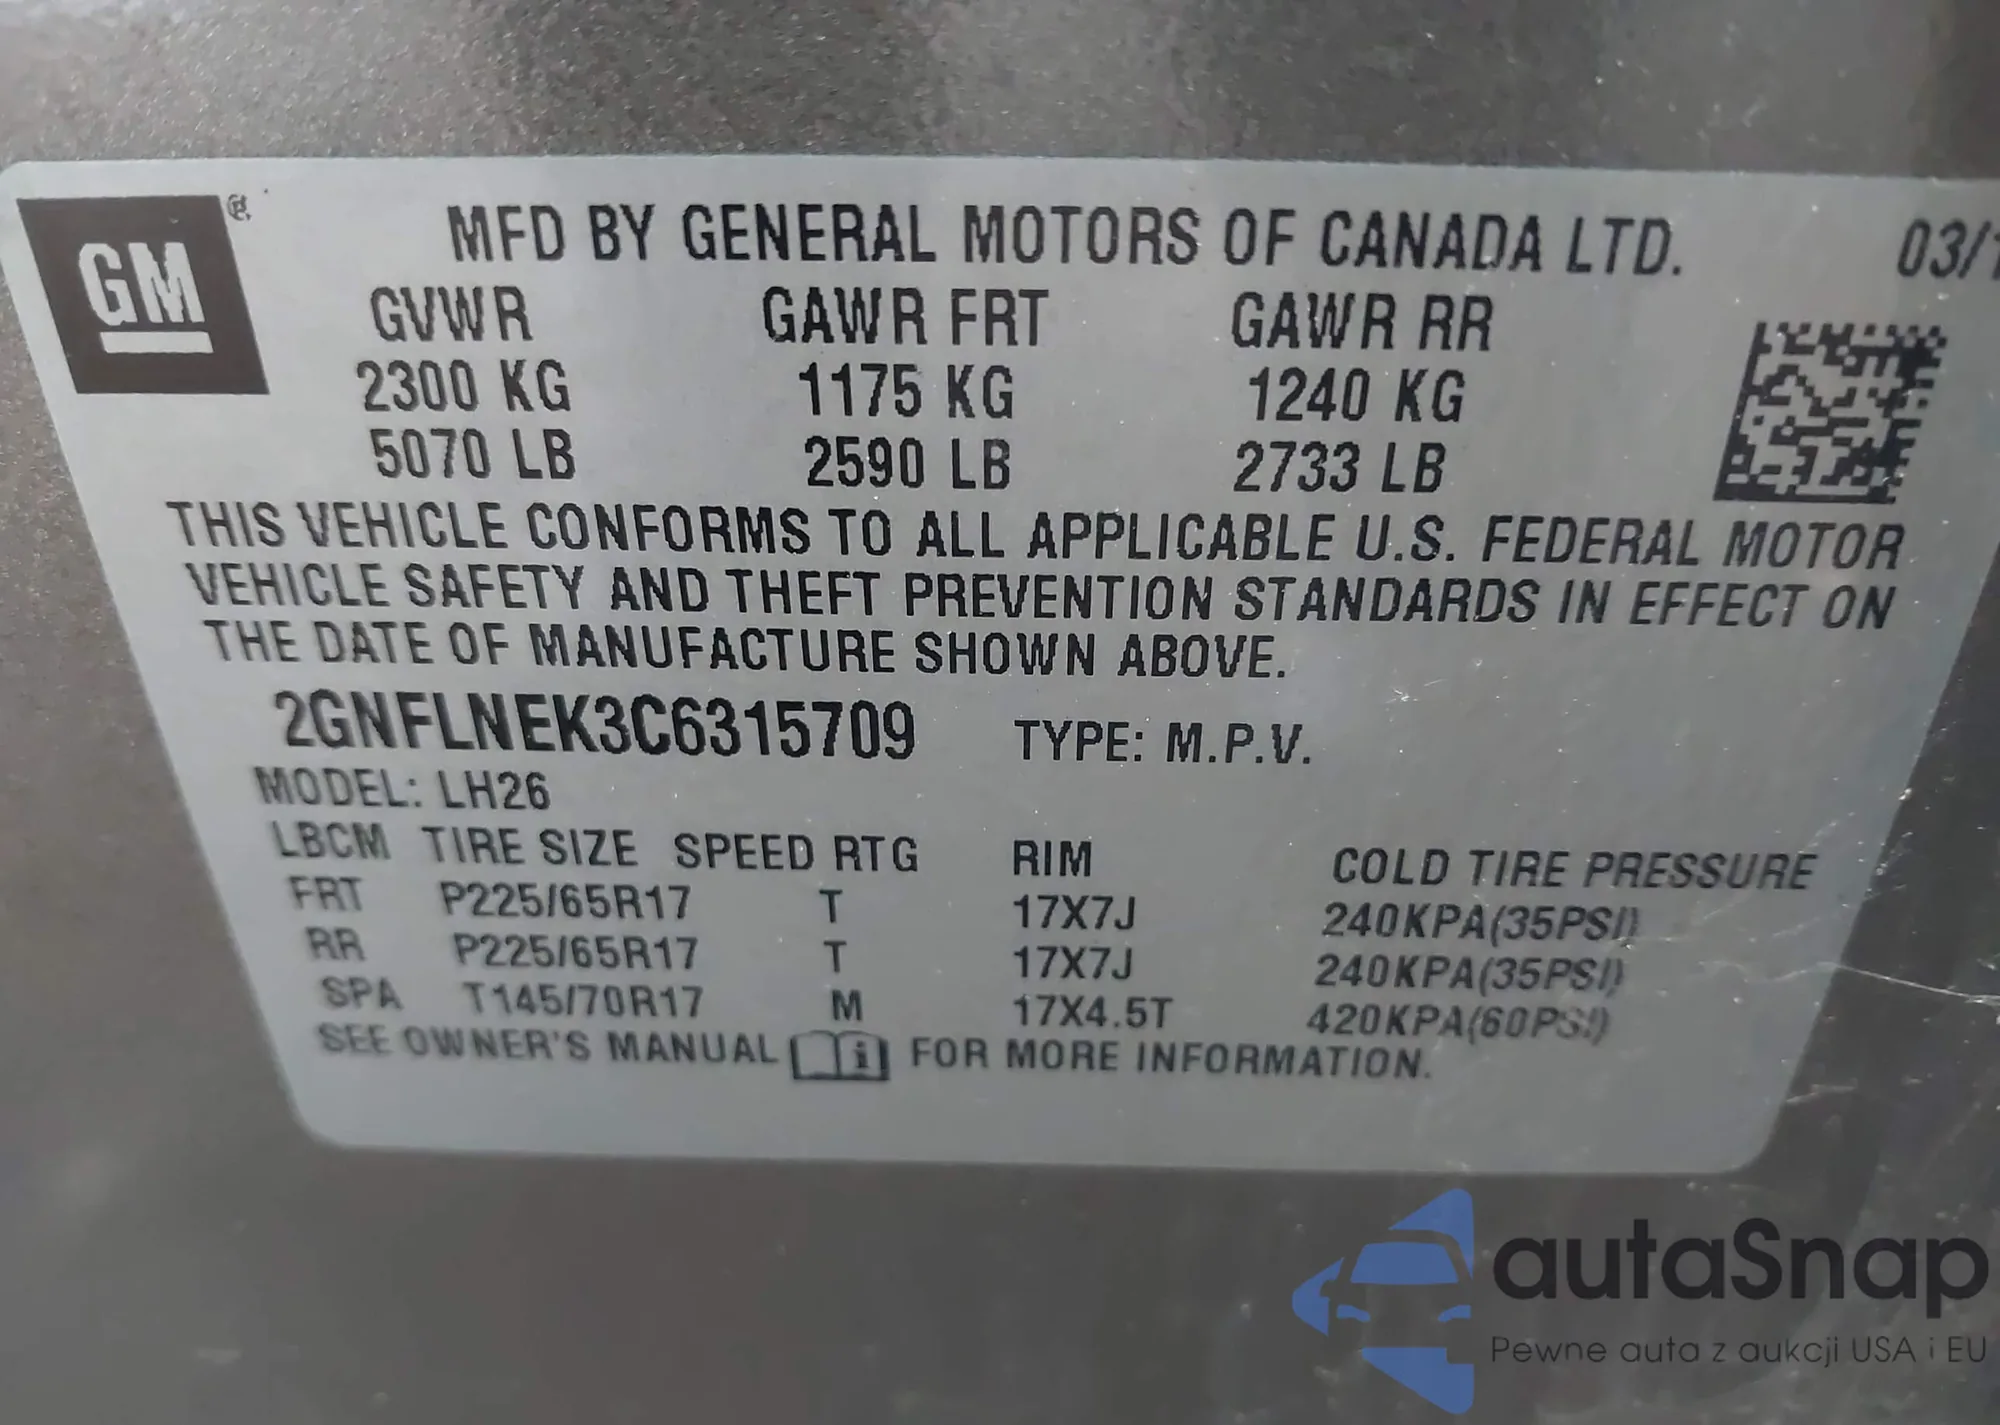 GM ®
MFD BY GENERAL MOTORS OF CANADA LTD. 03/1
GVWR GAWR FRT GAWR RR
2300 KG 1175 KG 1240 KG
5070 LB 2590 LB 2733 LB
THIS VEHICLE CONFORMS TO ALL APPLICABLE U.S. FEDERAL MOTOR
VEHICLE SAFETY AND THEFT PREVENTION STANDARDS IN EFFECT ON
THE DATE OF MANUFACTURE SHOWN ABOVE.
2GNFLNEK3C6315709 TYPE: M.P.V.
MODEL: LH26
LBCM TIRE SIZE SPEED RTG RIM COLD TIRE PRESSURE
FRT P225/65R17 T 17X7J 240KPA(35PSI)
RR P225/65R17 T 17X7J 240KPA(35PSI)
SPA T145/70R17 M 17X4.5T 420KPA(60PSI)
SEE OWNER'S MANUAL i FOR MORE INFORMATION.
autaSnap
Pewne auta z aukcji USA i EU